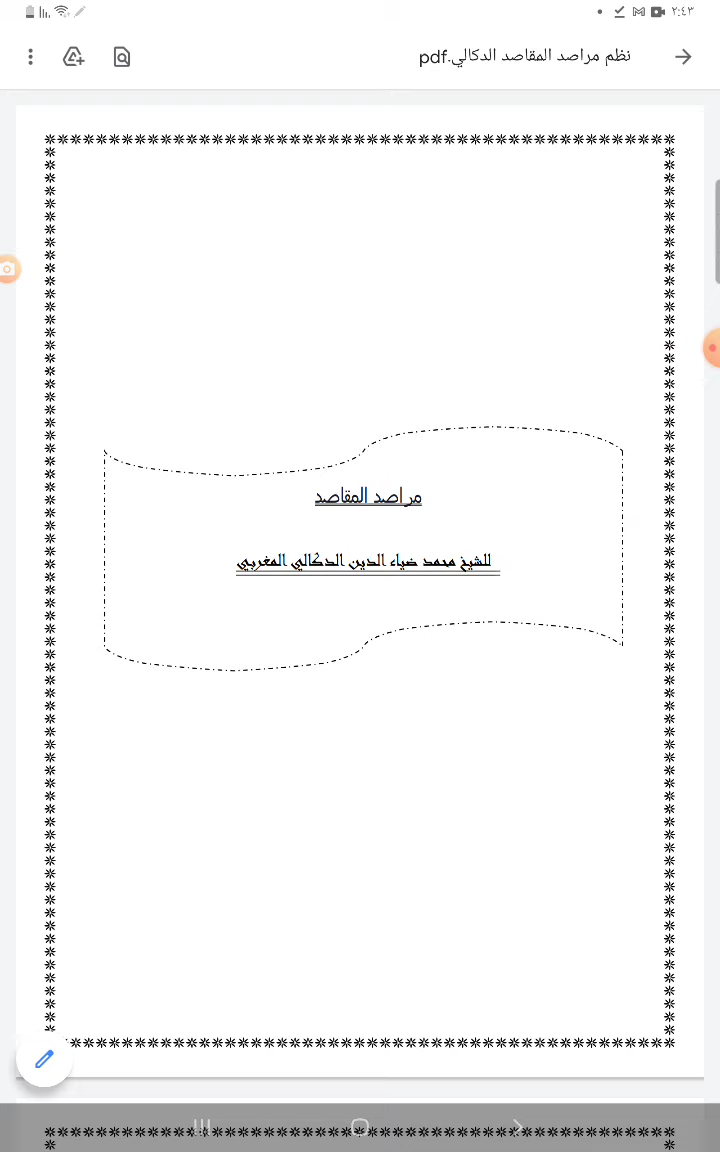 ٢:٤٣
نظم مراصد المقاصد الدكالي.pdf
مراصد المقاصد
للشيخ محمد ضياء الدين الدكالي المغربي